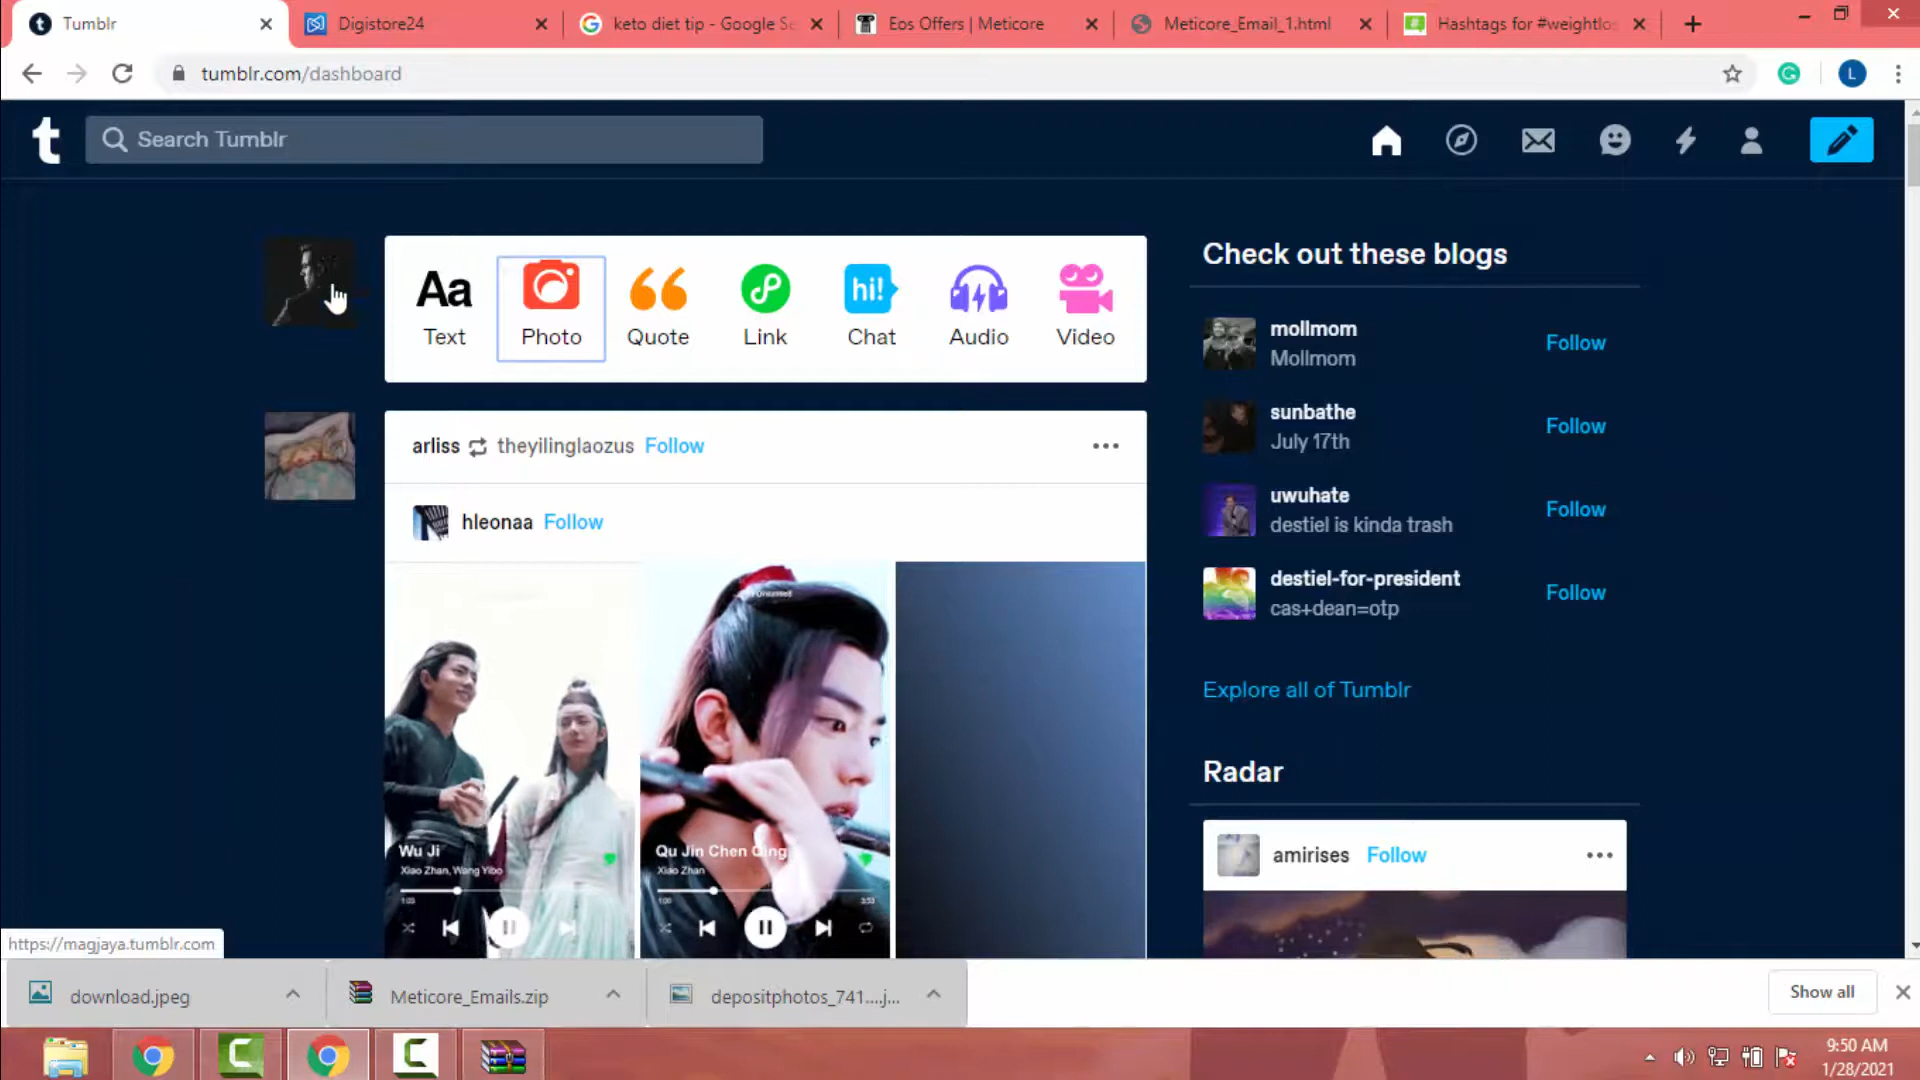 Tumblr
Digistore24
keto diet tip - Google Se
Eos Offers | Meticore
Meticore_Email_1.html
Hashtags for #weightlos
tumblr.com/dashboard
L
t
Search Tumblr
Aa
hi!
Text
Photo
Quote
Link
Chat
Audio
Video
Check out these blogs
mollmom
Mollmom
Follow
sunbathe
July 17th
Follow
uwuhate
destiel is kinda trash
Follow
destiel-for-president
cas+dean=otp
Follow
Explore all of Tumblr
Radar
amirises Follow
arliss theyilinglaozus Follow
hleonaa Follow
Wu Ji
Xiao Zhan, Wang Yibo
Qu Jin Chen Qing
Xiao Zhan
https://magjaya.tumblr.com
download.jpeg
Meticore_Emails.zip
depositphotos_741....j...
Show all
9:50 AM
1/28/2021